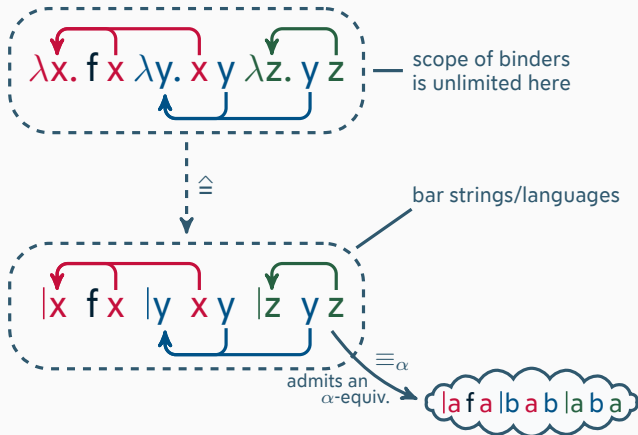 λx. f x λy. x y λz. y z
scope of binders
is unlimited here
≙
bar strings/languages
|x f x |y x y |z y z
≡α
admits an
α-equiv.
|a f a |b a b |a b a